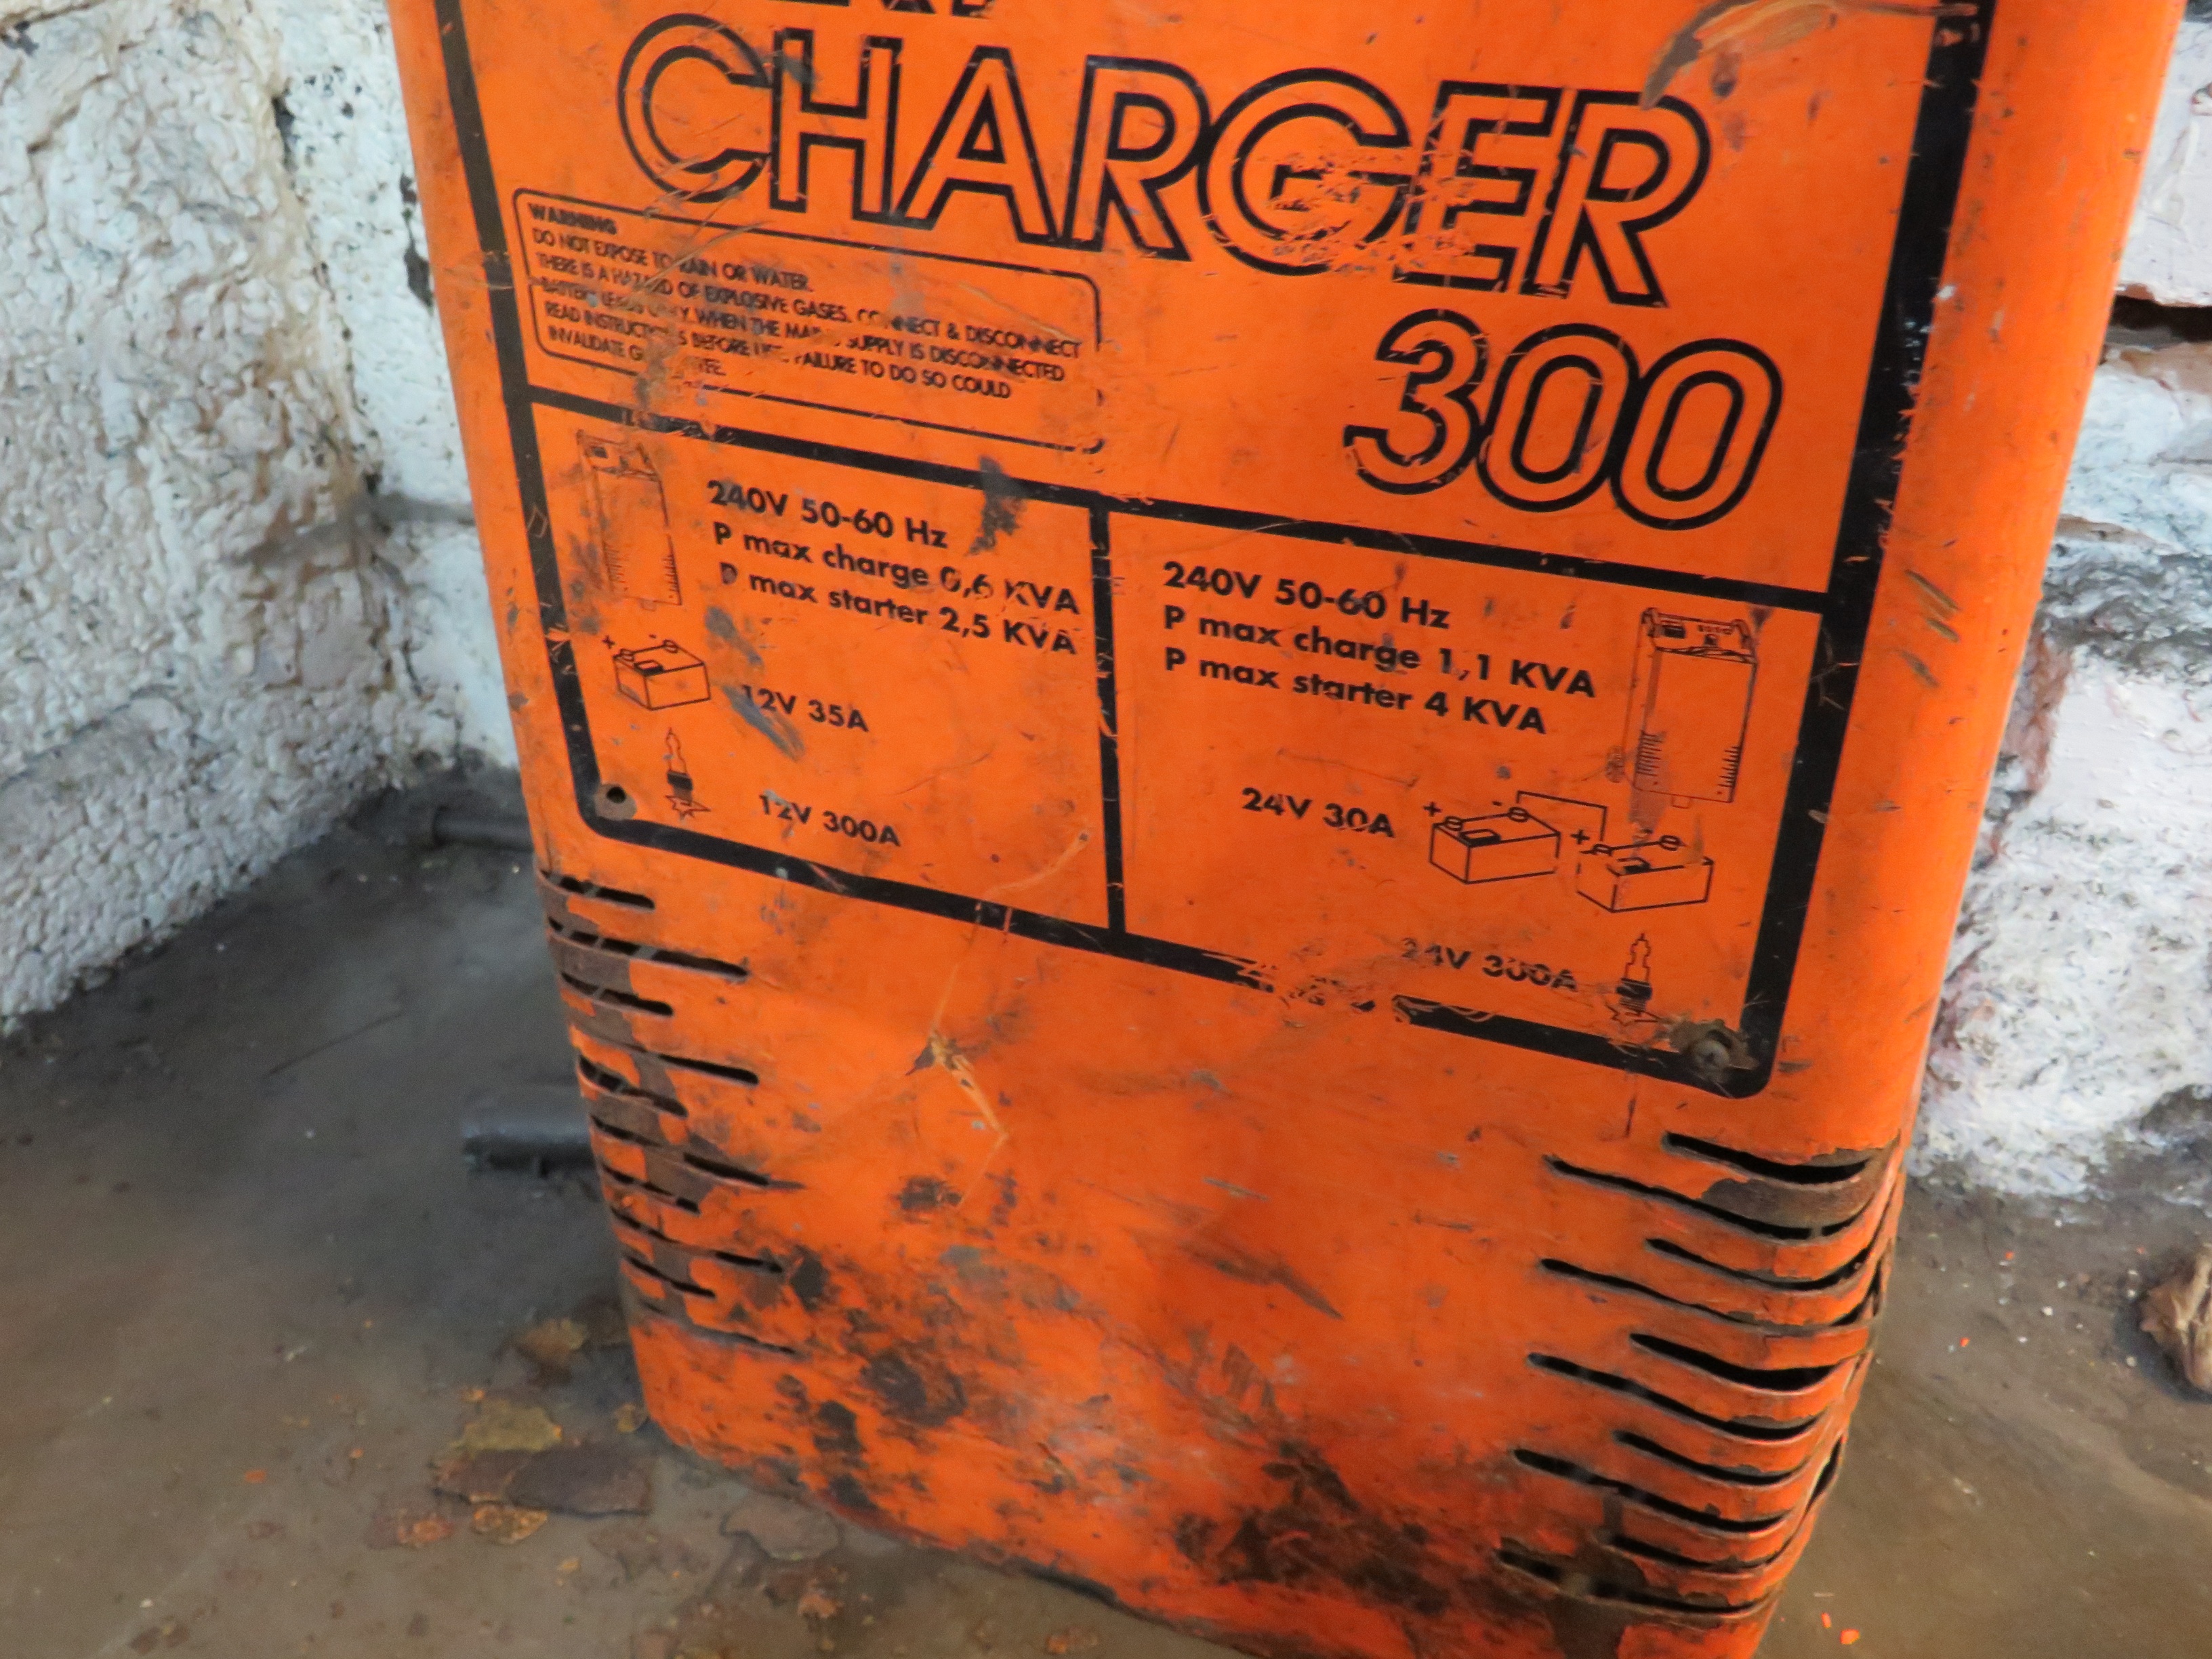 CHARGER
300
WARNING
DO NOT EXPOSE TO RAIN OR WATER.
THERE IS A HAZARD OF EXPLOSIVE GASES. CONNECT & DISCONNECT
BATTERY LEADS ONLY WHEN THE MAINS SUPPLY IS DISCONNECTED
READ INSTRUCTIONS BEFORE USE, FAILURE TO DO SO COULD
INVALIDATE
240V 50-60 Hz
P max charge 0,6 KVA
P max starter 2,5 KVA
+ -
12V 35A
12V 300A
240V 50-60 Hz
P max charge 1,1 KVA
P max starter 4 KVA
24V 30A
+ - + -
24V 300A